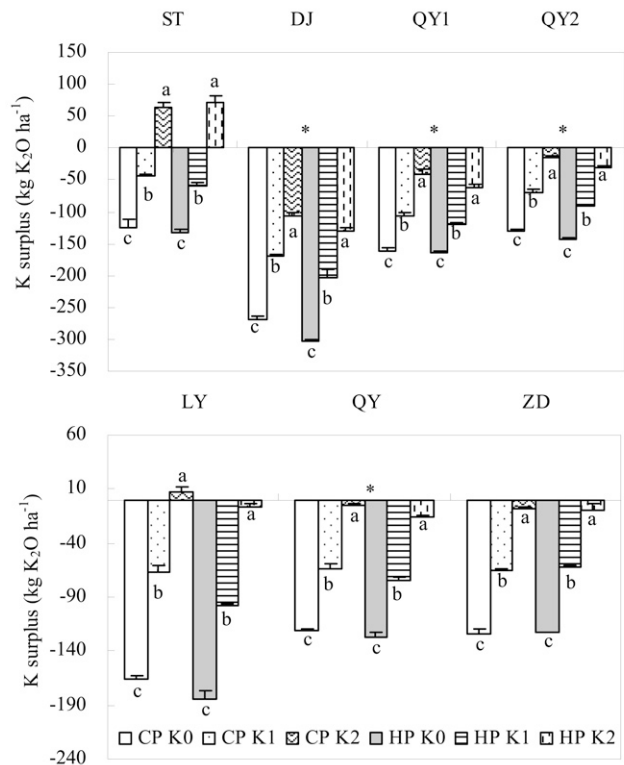 ST DJ QY1 QY2
K surplus (kg K₂O ha⁻¹)
150
100
50
0
-50
-100
-150
-200
-250
-300
-350
a a
b b
c c
* * *
b a a
c b
c
b a a
c b
c
b a a
c b
c
LY QY ZD
K surplus (kg K₂O ha⁻¹)
60
10
-40
-90
-140
-190
-240
a
b a
b
c
c
*
a a
b b
c c
a a
b b
c c
CP K0 CP K1 CP K2 HP K0 HP K1 HP K2